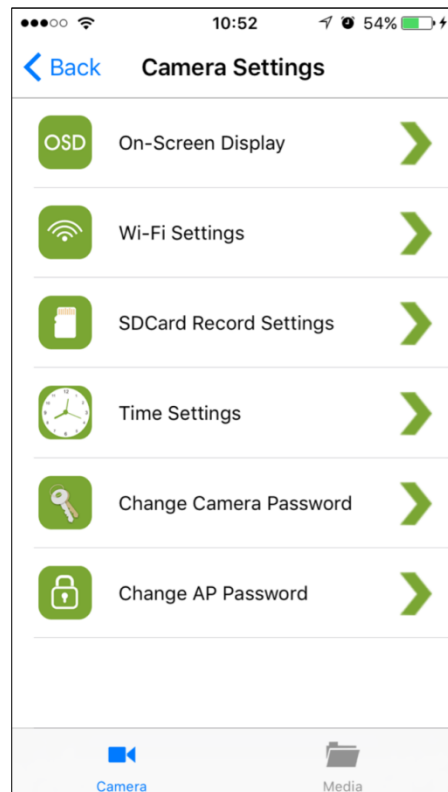 10:52 54%
Back Camera Settings
OSD On-Screen Display
Wi-Fi Settings
SDCard Record Settings
Time Settings
Change Camera Password
Change AP Password
Camera Media